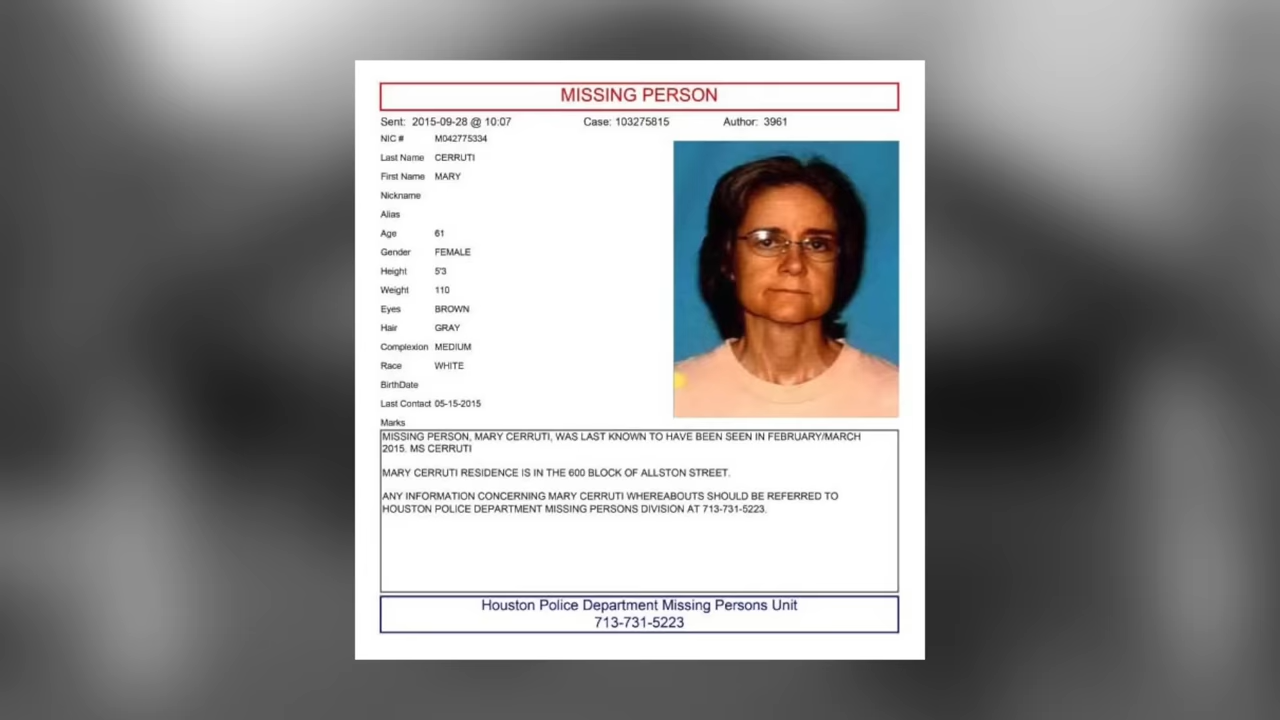 MISSING PERSON
Sent: 2015-09-28 @ 10:07 Case: 103275815 Author: 3961
NIC # M042775334
Last Name CERRUTI
First Name MARY
Nickname
Alias
Age 61
Gender FEMALE
Height 5'3
Weight 110
Eyes BROWN
Hair GRAY
Complexion MEDIUM
Race WHITE
BirthDate
Last Contact 05-15-2015
Marks
MISSING PERSON, MARY CERRUTI, WAS LAST KNOWN TO HAVE BEEN SEEN IN FEBRUARY/MARCH
2015. MS CERRUTI
MARY CERRUTI RESIDENCE IS IN THE 600 BLOCK OF ALLSTON STREET.
ANY INFORMATION CONCERNING MARY CERRUTI WHEREABOUTS SHOULD BE REFERRED TO
HOUSTON POLICE DEPARTMENT MISSING PERSONS DIVISION AT 713-731-5223.
Houston Police Department Missing Persons Unit
713-731-5223